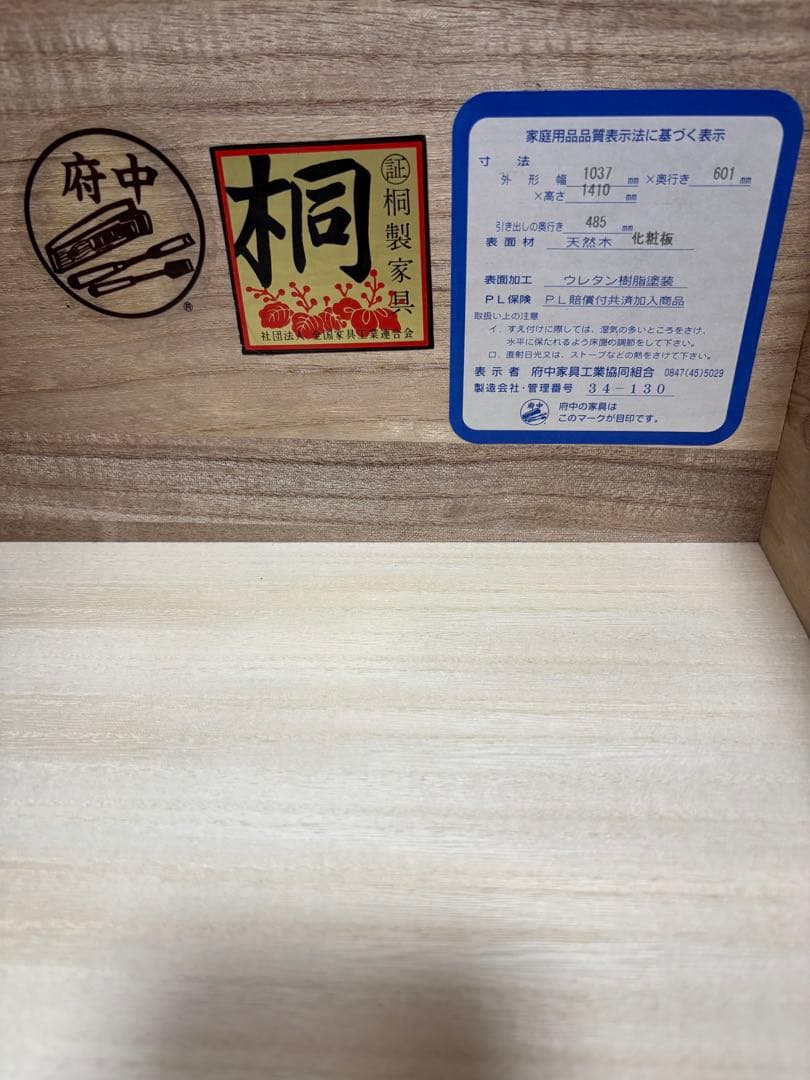 府中
®
桐
証
桐製家具
社団法人 全国家具工業連合会
家庭用品品質表示法に基づく表示
寸法
外形幅 1037 mm ×奥行き 601 mm
×高さ 1410 mm
引き出しの奥行き 485 mm
表面材 天然木 化粧板
表面加工 ウレタン樹脂塗装
PL保険 PL賠償付共済加入商品
取扱い上の注意
イ．すえ付けに際しては、湿気の多いところをさけ、
水平に保たれるよう床面の調節をして下さい。
ロ．直射日光又は、ストーブなどの熱をさけて下さい。
表示者 府中家具工業協同組合 0847(45)5029
製造会社・管理番号 34-130
府中
府中の家具は
このマークが目印です。